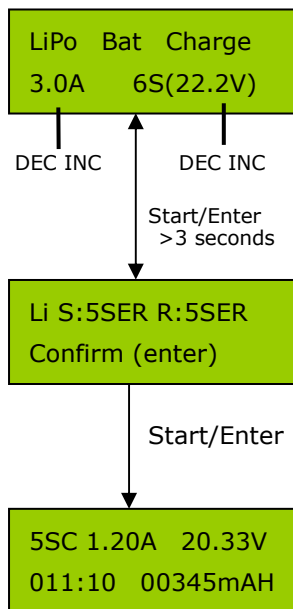 LiPo Bat Charge
3.0A 6S(22.2V)
DEC INC DEC INC
Start/Enter
>3 seconds
Li S:5SER R:5SER
Confirm (enter)
Start/Enter
5SC 1.20A 20.33V
011:10 00345mAH